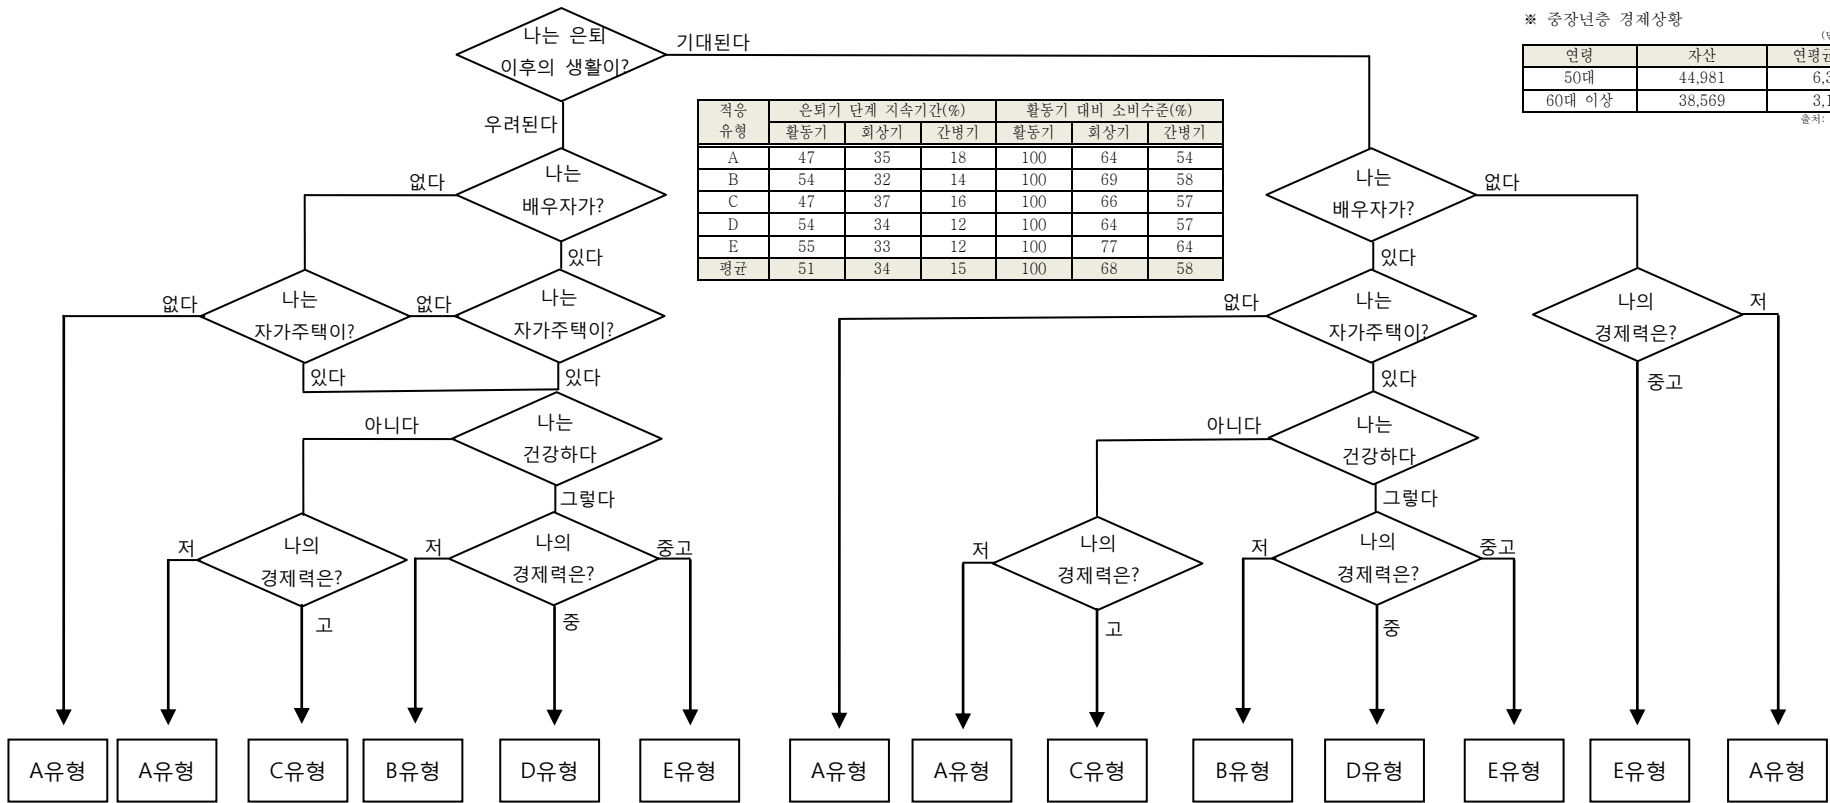 나는 은퇴
이후의 생활이?
기대된다
우려된다
※ 중장년층 경제상황
연령 자산
50대 44,981
60대 이상 38,569
출처:
적응 유형 은퇴기 단계 지속기간(%) 활동기 대비 소비수준(%)
활동기 회상기 간병기 활동기 회상기 간병기
A 47 35 18 100 64 54
B 54 32 14 100 69 58
C 47 37 16 100 66 57
D 54 34 12 100 64 57
E 55 33 12 100 77 64
평균 51 34 15 100 68 58
없다
나는
배우자가?
있다
나는
배우자가?
없다
있다
없다
나는
자가주택이?
없다
나는
자가주택이?
있다
있다
없다
나는
자가주택이?
있다
나의
경제력은?
저
중고
아니다
나는
건강하다
그렇다
아니다
나는
건강하다
그렇다
저
나의
경제력은?
고
저
나의
경제력은?
중고
중
저
나의
경제력은?
고
저
나의
경제력은?
중고
중
A유형
A유형
C유형
B유형
D유형
E유형
A유형
A유형
C유형
B유형
D유형
E유형
E유형
A유형